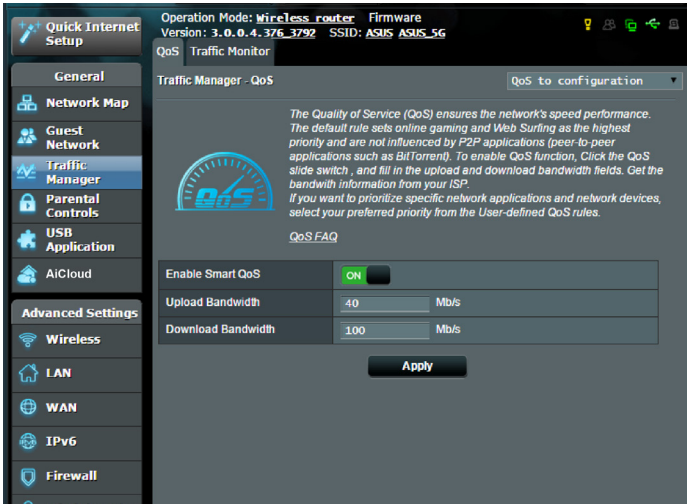 Quick Internet
Setup
Operation Mode: Wireless router Firmware
Version: 3.0.0.4.376_3792 SSID: ASUS ASUS_5G
QoS Traffic Monitor
General
Network Map
Guest
Network
Traffic
Manager
Parental
Controls
USB
Application
AiCloud
Advanced Settings
Wireless
LAN
WAN
IPv6
Firewall
Traffic Manager - QoS
QoS to configuration
QoS
The Quality of Service (QoS) ensures the network's speed performance.
The default rule sets online gaming and Web Surfing as the highest
priority and are not influenced by P2P applications (peer-to-peer
applications such as BitTorrent). To enable QoS function, Click the QoS
slide switch , and fill in the upload and download bandwidth fields. Get the
bandwith information from your ISP.
If you want to prioritize specific network applications and network devices,
select your preferred priority from the User-defined QoS rules.
QoS FAQ
Enable Smart QoS ON
Upload Bandwidth 40 Mb/s
Download Bandwidth 100 Mb/s
Apply